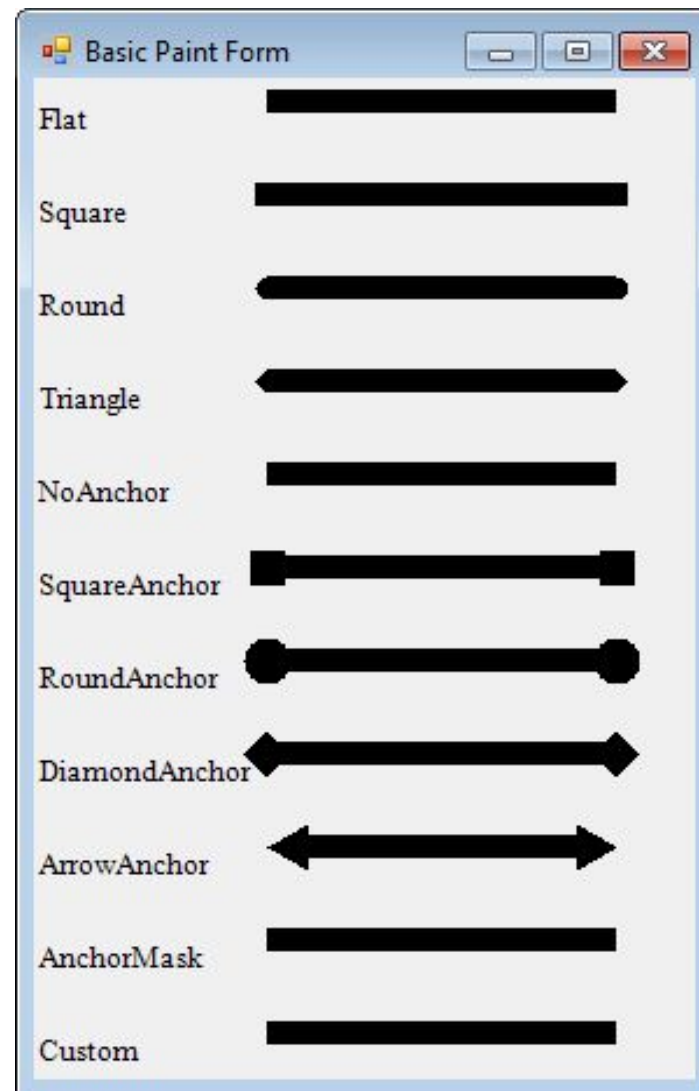 Basic Paint Form
Flat
Square
Round
Triangle
NoAnchor
SquareAnchor
RoundAnchor
DiamondAnchor
ArrowAnchor
AnchorMask
Custom